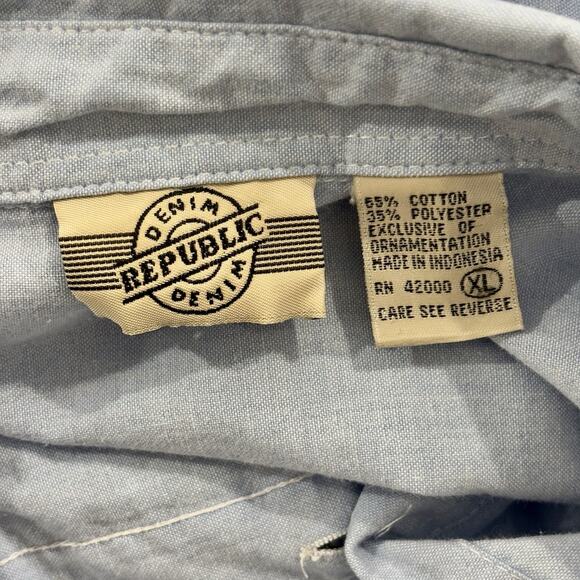 DENIM
REPUBLIC
DENIM
65% COTTON
35% POLYESTER
EXCLUSIVE OF
ORNAMENTATION
MADE IN INDONESIA
RN 42000 XL
CARE SEE REVERSE